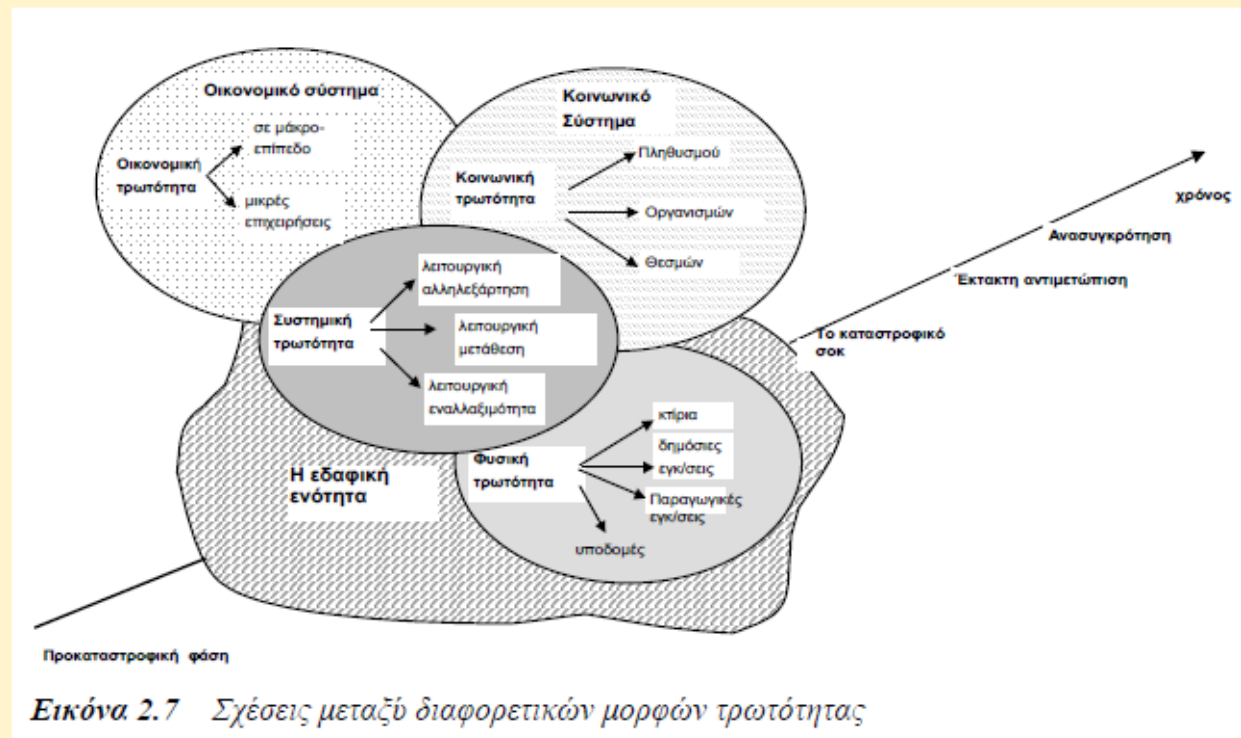 Οικονομικό σύστημα
σε μάκρο-
επίπεδο
Οικονομική
τρωτότητα
μικρές
επιχειρήσεις
Κοινωνικό
Σύστημα
Πληθυσμού
Κοινωνική
τρωτότητα
Οργανισμών
Θεσμών
χρόνος
Ανασυγκρότηση
Έκτακτη αντιμετώπιση
Το καταστροφικό
σοκ
λειτουργική
αλληλεξάρτηση
Συστημική
τρωτότητα
λειτουργική
μετάθεση
λειτουργική
εναλλαξιμότητα
κτίρια
δημόσιες
εγκ/σεις
Φυσική
τρωτότητα
Παραγωγικές
εγκ/σεις
υποδομές
Η εδαφική
ενότητα
Προκαταστροφική φάση
Εικόνα 2.7 Σχέσεις μεταξύ διαφορετικών μορφών τρωτότητας